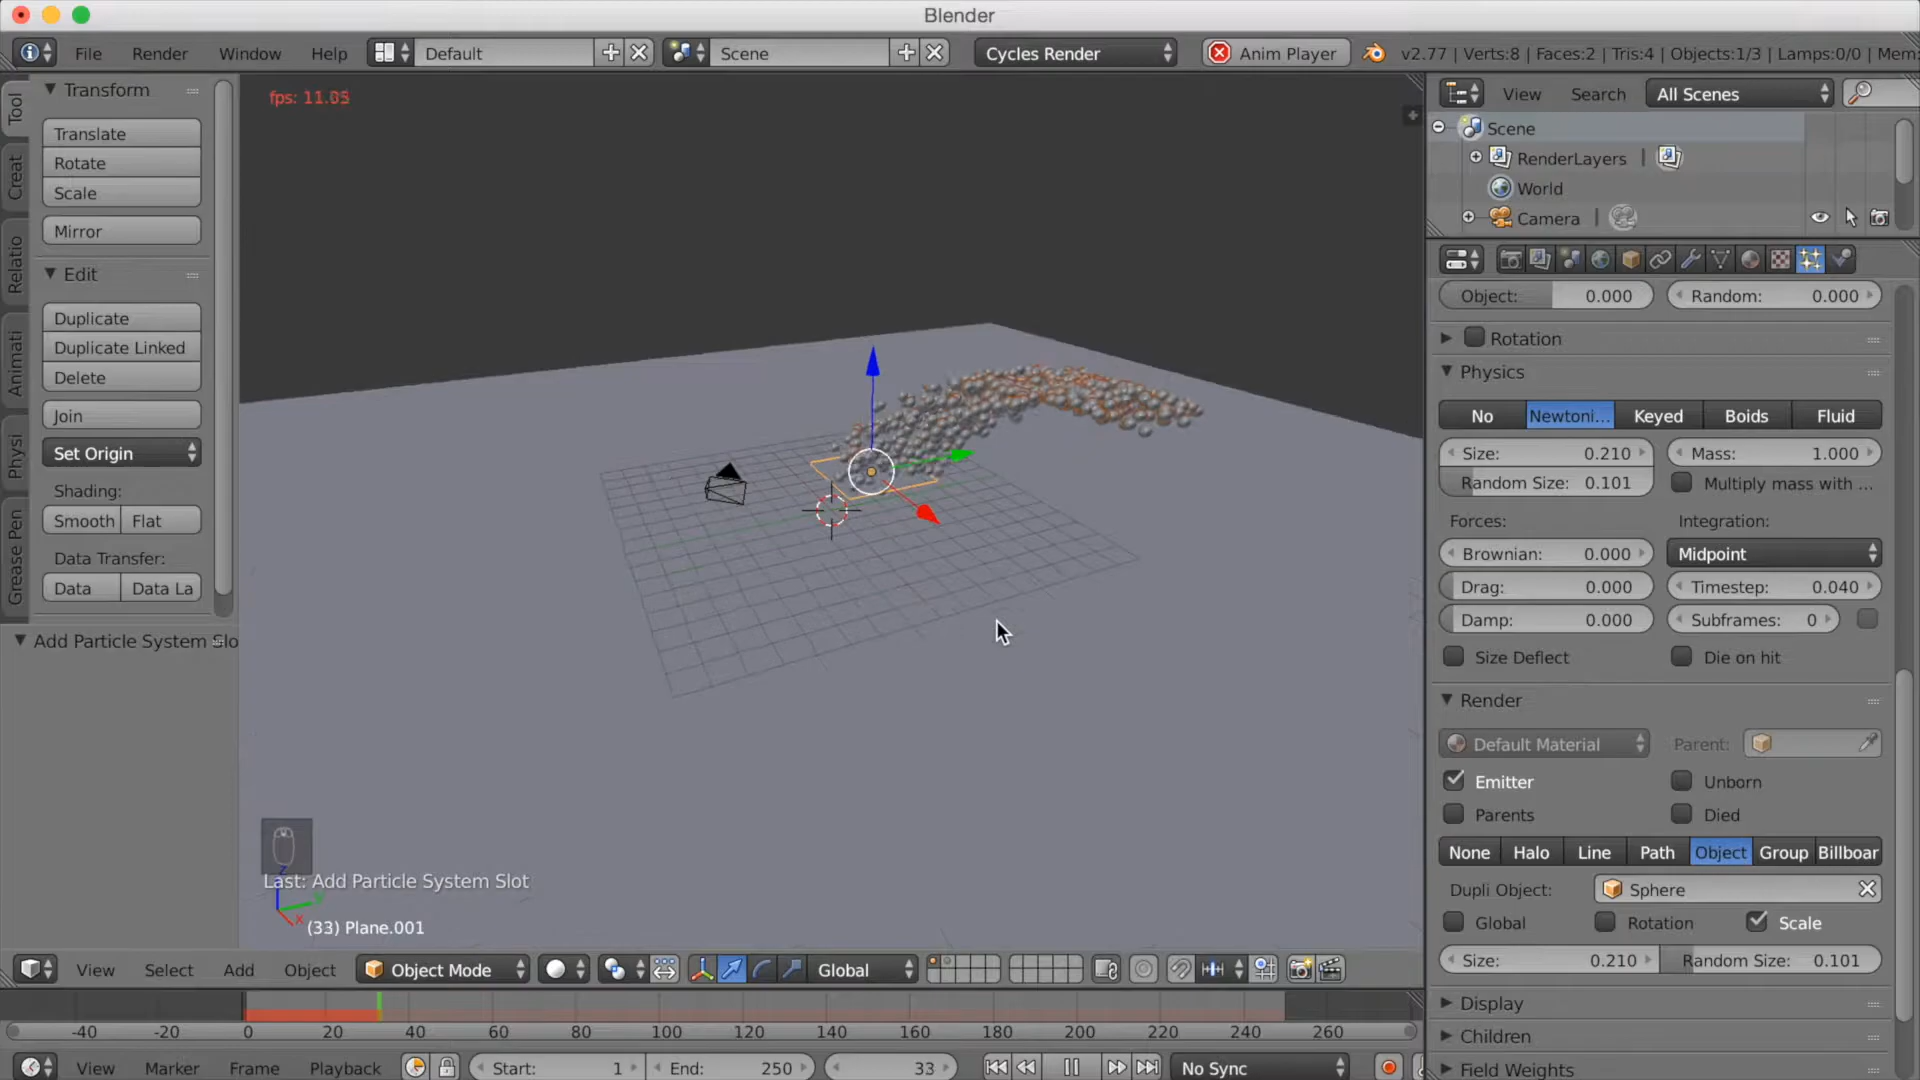 Blender
File Render Window Help Default Scene Cycles Render Anim Player v2.77 | Verts:8 | Faces:2 | Tris:4 | Objects:1/3 | Lamps:0/0 | Mem:
Tool
Creat
Relatio
Animati
Physi
Grease Pen
Transform
Translate
Rotate
Scale
Mirror
Edit
Duplicate
Duplicate Linked
Delete
Join
Set Origin
Shading:
Smooth Flat
Data Transfer:
Data Data La
Add Particle System Slo
fps: 11.05
Last: Add Particle System Slot
(33) Plane.001
View Select Add Object Object Mode Global
-40 -20 0 20 40 60 80 100 120 140 160 180 200 220 240 260
View Marker Frame Playback Start: 1 End: 250 33 No Sync
View Search All Scenes
Scene
RenderLayers
World
Camera
Object: 0.000 Random: 0.000
Rotation
Physics
No Newtoni... Keyed Boids Fluid
Size: 0.210 Mass: 1.000
Random Size: 0.101 Multiply mass with ...
Forces: Integration:
Brownian: 0.000 Midpoint
Drag: 0.000 Timestep: 0.040
Damp: 0.000 Subframes: 0
Size Deflect Die on hit
Render
Default Material Parent:
Emitter Unborn
Parents Died
None Halo Line Path Object Group Billboar
Dupli Object: Sphere
Global Rotation Scale
Size: 0.210 Random Size: 0.101
Display
Children
Field Weights